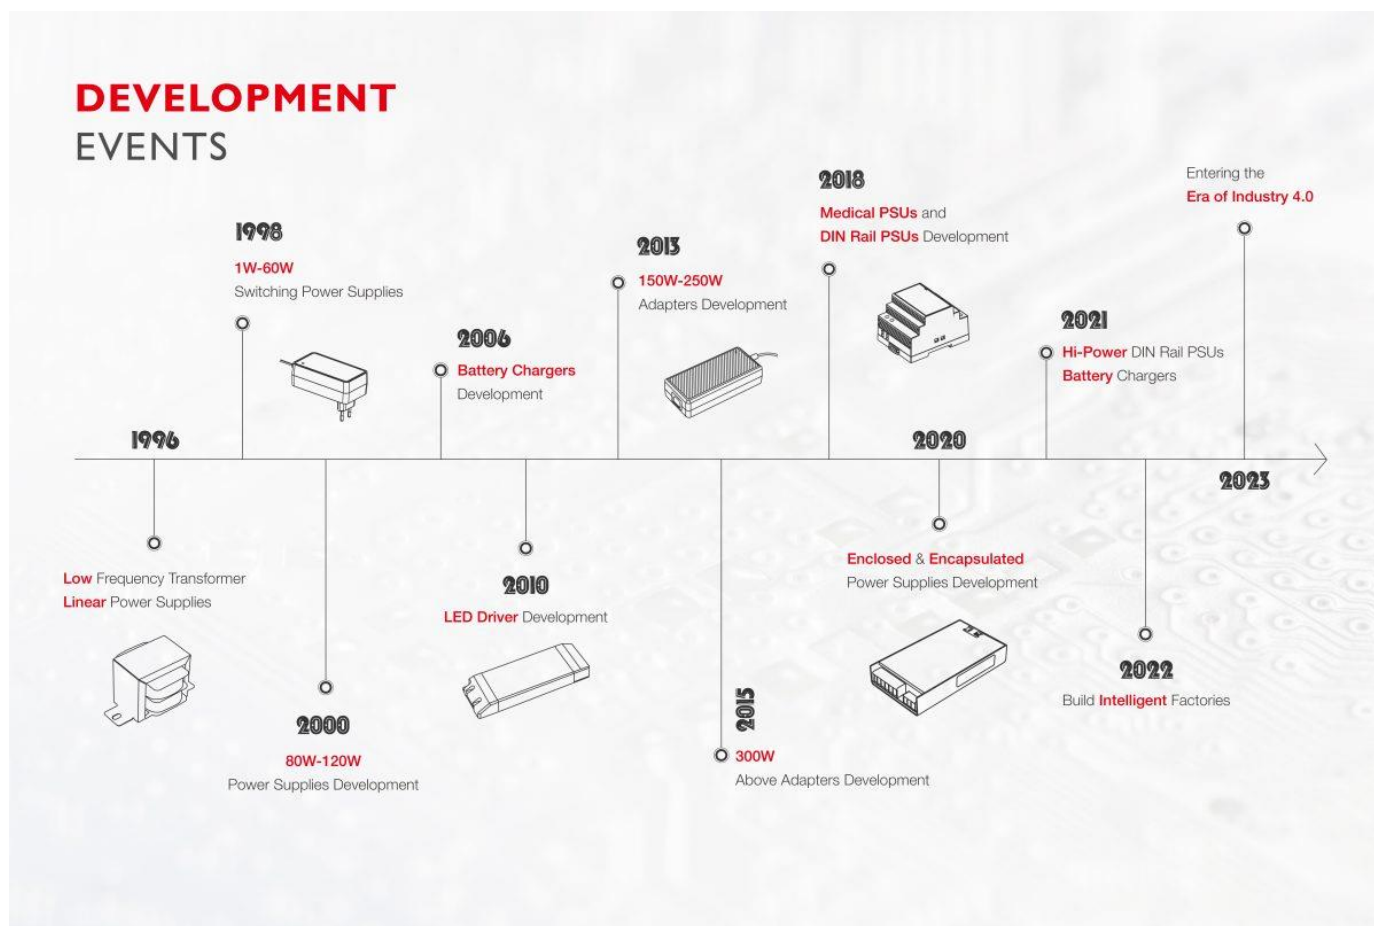 DEVELOPMENT
EVENTS
1996
Low Frequency Transformer
Linear Power Supplies
1998
1W-60W
Switching Power Supplies
2000
80W-120W
Power Supplies Development
2006
Battery Chargers
Development
2010
LED Driver Development
2013
150W-250W
Adapters Development
2015
300W
Above Adapters Development
2018
Medical PSUs and
DIN Rail PSUs Development
2020
Enclosed & Encapsulated
Power Supplies Development
2021
Hi-Power DIN Rail PSUs
Battery Chargers
2022
Build Intelligent Factories
Entering the
Era of Industry 4.0
2023